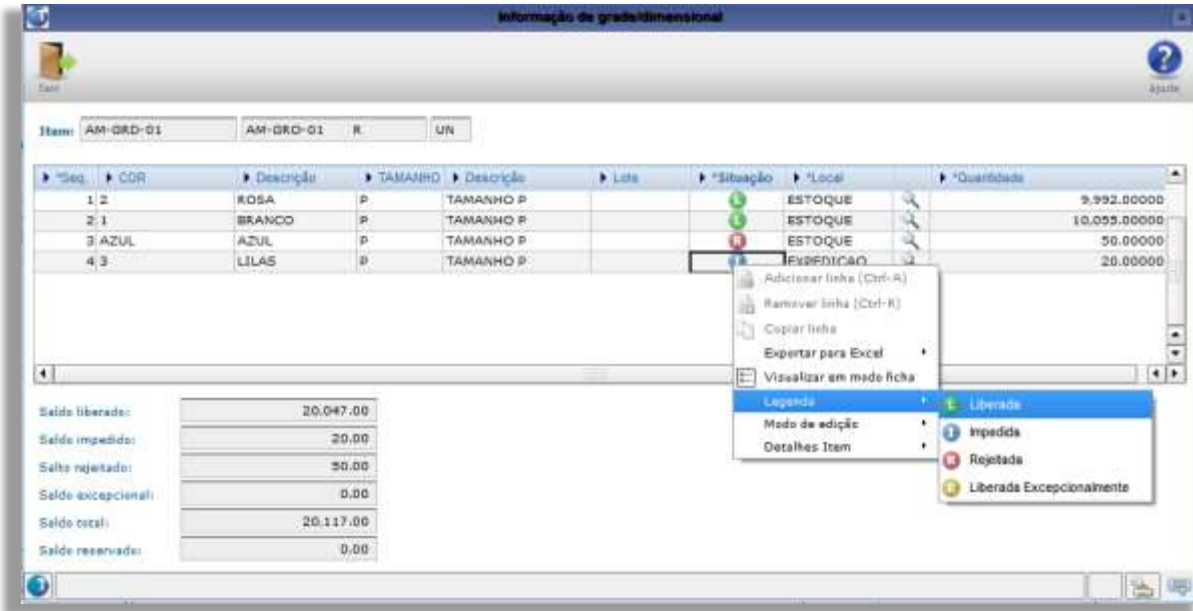 Informação de grade/dimensional
Sair
Ajuda
Item: AM-GRD-01 AM-GRD-01 R UN
*Seq. COR Descrição TAMANHO Descrição Lote *Situação *Local *Quantidade
1 2 ROSA P TAMANHO P L ESTOQUE 9,992.00000
2 1 BRANCO P TAMANHO P L ESTOQUE 10,055.00000
3 AZUL AZUL P TAMANHO P R ESTOQUE 50.00000
4 3 LILAS P TAMANHO P I EXPEDICAO 20.00000
Adicionar linha (Ctrl-A)
Remover linha (Ctrl-R)
Copiar linha
Exportar para Excel
Visualizar em modo ficha
Legenda
Modo de edição
Detalhes Item
L Liberada
I Impedida
R Rejeitada
E Liberada Excepcionalmente
Saldo liberado: 20,047.00
Saldo impedido: 20.00
Salto rejeitado: 50.00
Saldo excepcional: 0.00
Saldo total: 20,117.00
Saldo reservado: 0.00